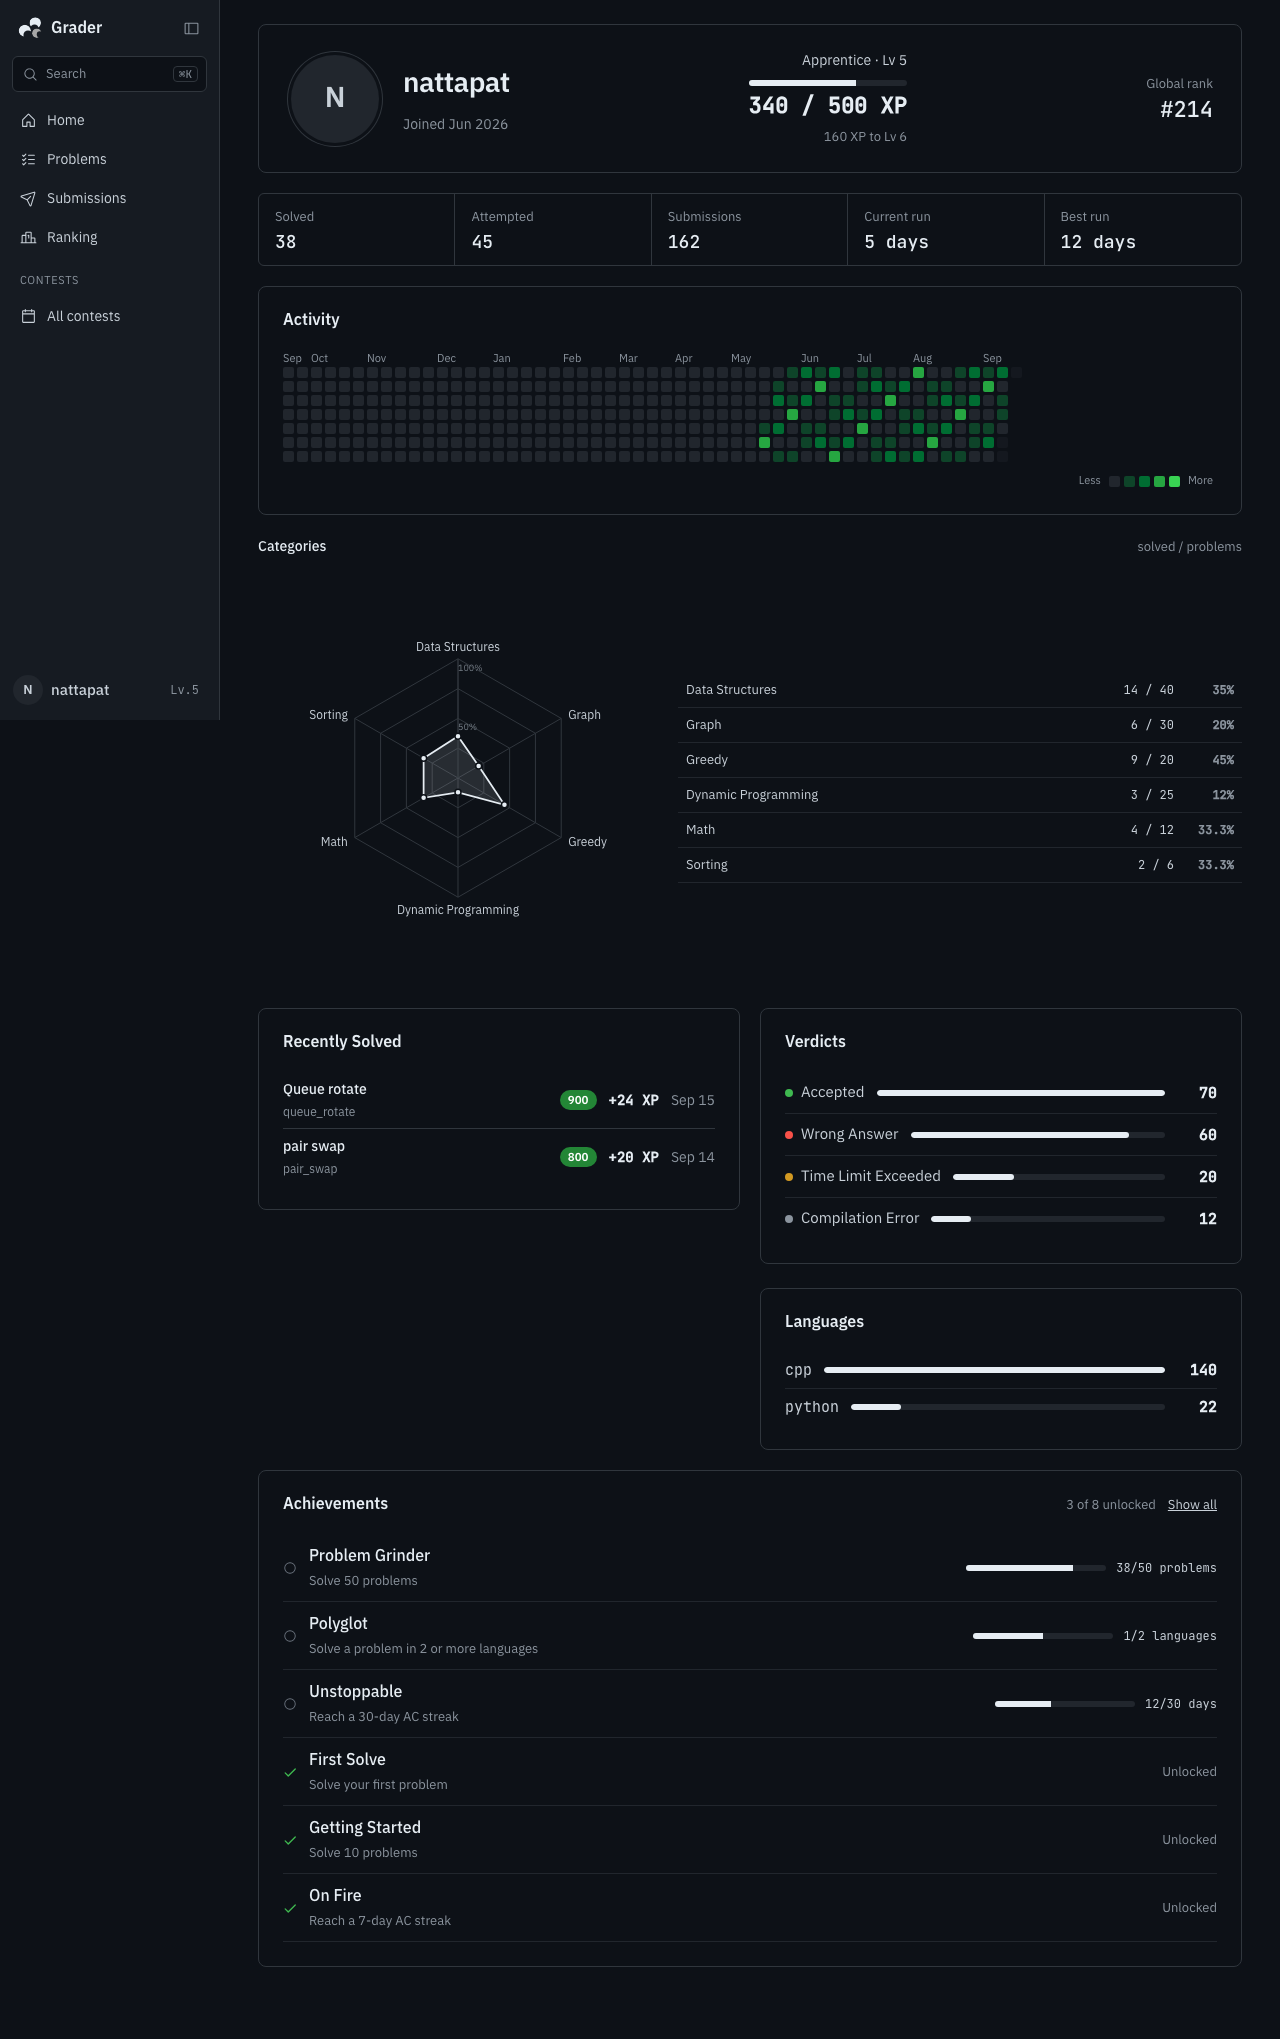 Grader
Search ⌘K
Home
Problems
Submissions
Ranking
CONTESTS
All contests
N nattapat Lv.5
N
nattapat
Joined Jun 2026
Apprentice · Lv 5
340 / 500 XP
160 XP to Lv 6
Global rank
#214
Solved
38
Attempted
45
Submissions
162
Current run
5 days
Best run
12 days
Activity
Sep Oct Nov Dec Jan Feb Mar Apr May Jun Jul Aug Sep
Less More
Categories solved / problems
Data Structures
100%
Sorting Graph
50%
Math Greedy
Dynamic Programming
Data Structures 14 / 40 35%
Graph 6 / 30 20%
Greedy 9 / 20 45%
Dynamic Programming 3 / 25 12%
Math 4 / 12 33.3%
Sorting 2 / 6 33.3%
Recently Solved
Queue rotate
queue_rotate
900 +24 XP Sep 15
pair swap
pair_swap
800 +20 XP Sep 14
Verdicts
Accepted 70
Wrong Answer 60
Time Limit Exceeded 20
Compilation Error 12
Languages
cpp 140
python 22
Achievements 3 of 8 unlocked Show all
Problem Grinder
Solve 50 problems
38/50 problems
Polyglot
Solve a problem in 2 or more languages
1/2 languages
Unstoppable
Reach a 30-day AC streak
12/30 days
First Solve
Solve your first problem
Unlocked
Getting Started
Solve 10 problems
Unlocked
On Fire
Reach a 7-day AC streak
Unlocked